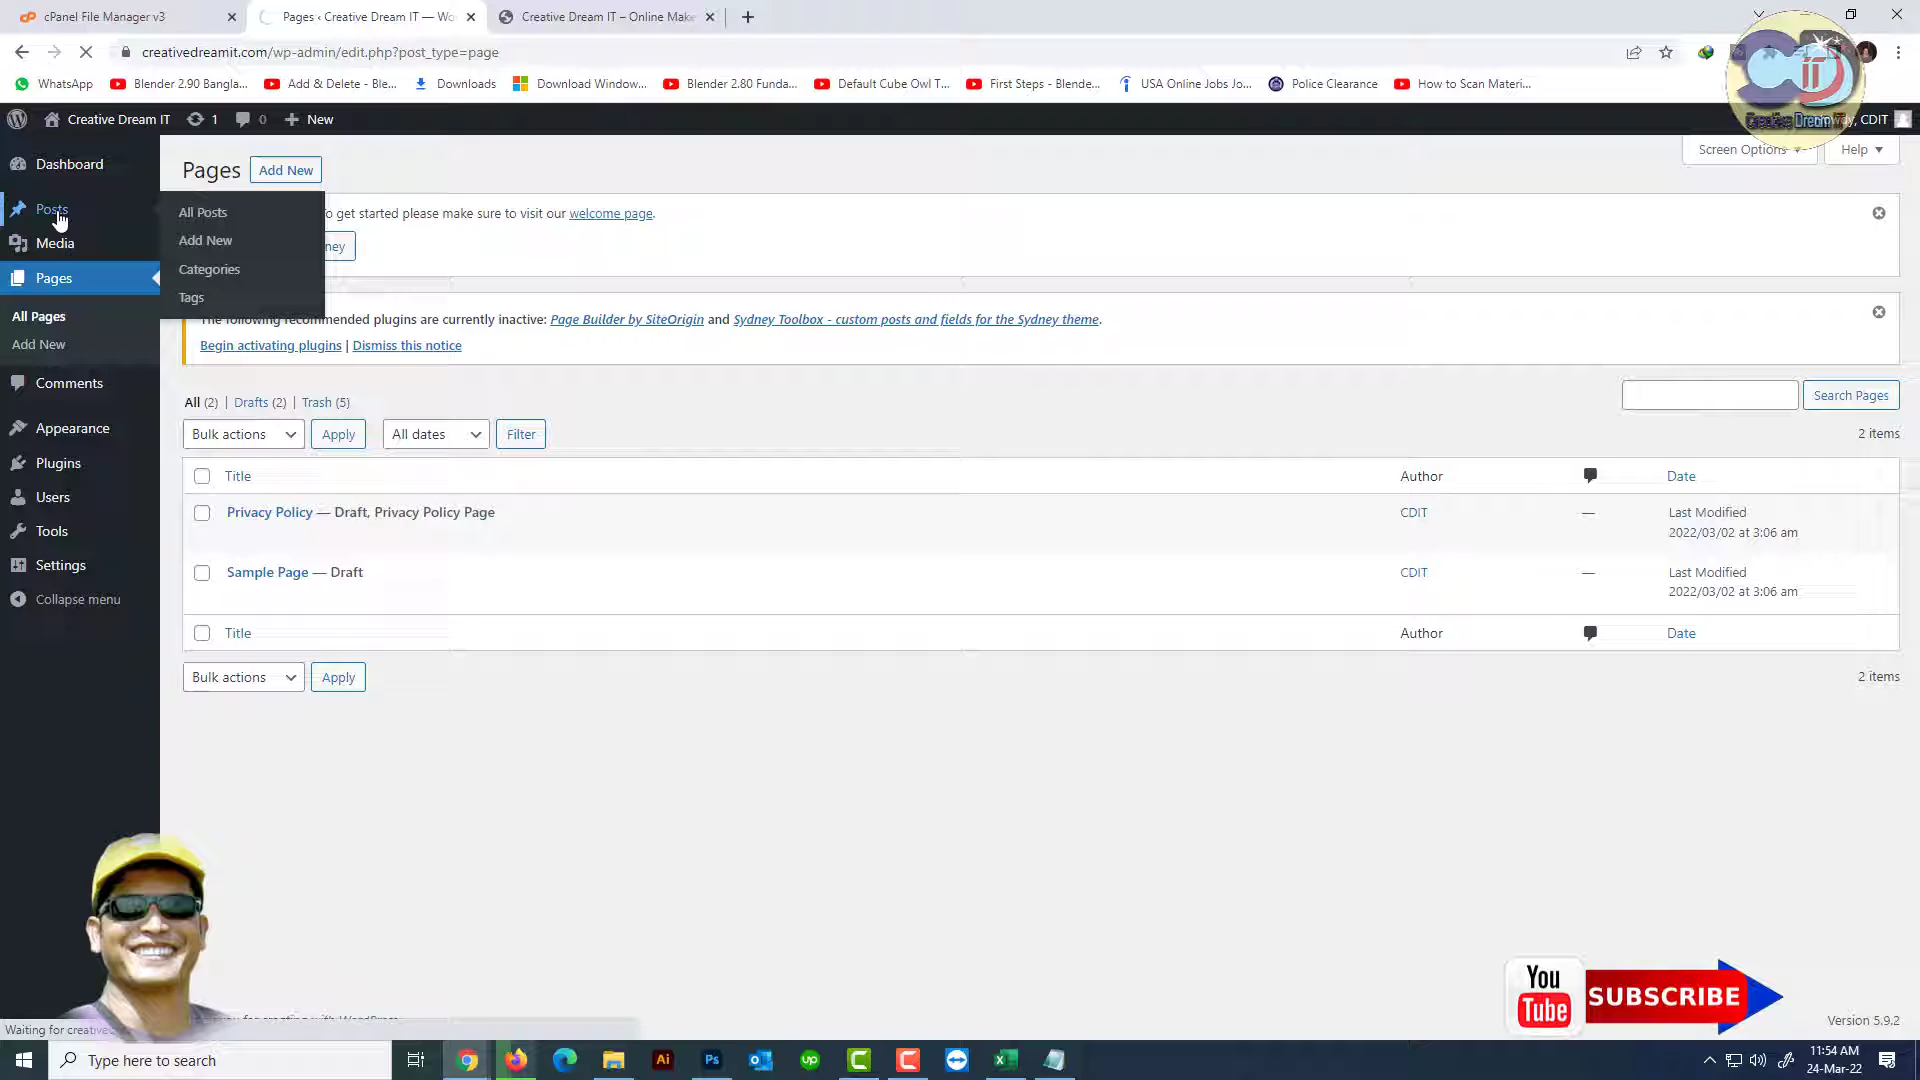 cPanel File Manager v3
Pages ‹ Creative Dream IT — Wo
Creative Dream IT – Online Make
creativedreamit.com/wp-admin/edit.php?post_type=page
WhatsApp
Blender 2.90 Bangla...
Add & Delete - Ble...
Downloads
Download Window...
Blender 2.80 Funda...
Default Cube Owl T...
First Steps - Blende...
USA Online Jobs Jo...
Police Clearance
How to Scan Materi...
Creative Dream IT
1
0
New
Creative Dream
CDIT
Dashboard
Posts
Media
Pages
All Pages
Add New
Comments
Appearance
Plugins
Users
Tools
Settings
Collapse menu
All Posts
Add New
Categories
Tags
Pages
Add New
Screen Options
Help
o get started please make sure to visit our welcome page.
ney
The following recommended plugins are currently inactive: Page Builder by SiteOrigin and Sydney Toolbox - custom posts and fields for the Sydney theme.
Begin activating plugins | Dismiss this notice
All (2) | Drafts (2) | Trash (5)
Search Pages
Bulk actions
Apply
All dates
Filter
2 items
Title
Author
Date
Privacy Policy — Draft, Privacy Policy Page
CDIT
—
Last Modified
2022/03/02 at 3:06 am
Sample Page — Draft
CDIT
—
Last Modified
2022/03/02 at 3:06 am
Title
Author
Date
Bulk actions
Apply
2 items
You
Tube
SUBSCRIBE
Version 5.9.2
Waiting for creative
Type here to search
11:54 AM
24-Mar-22